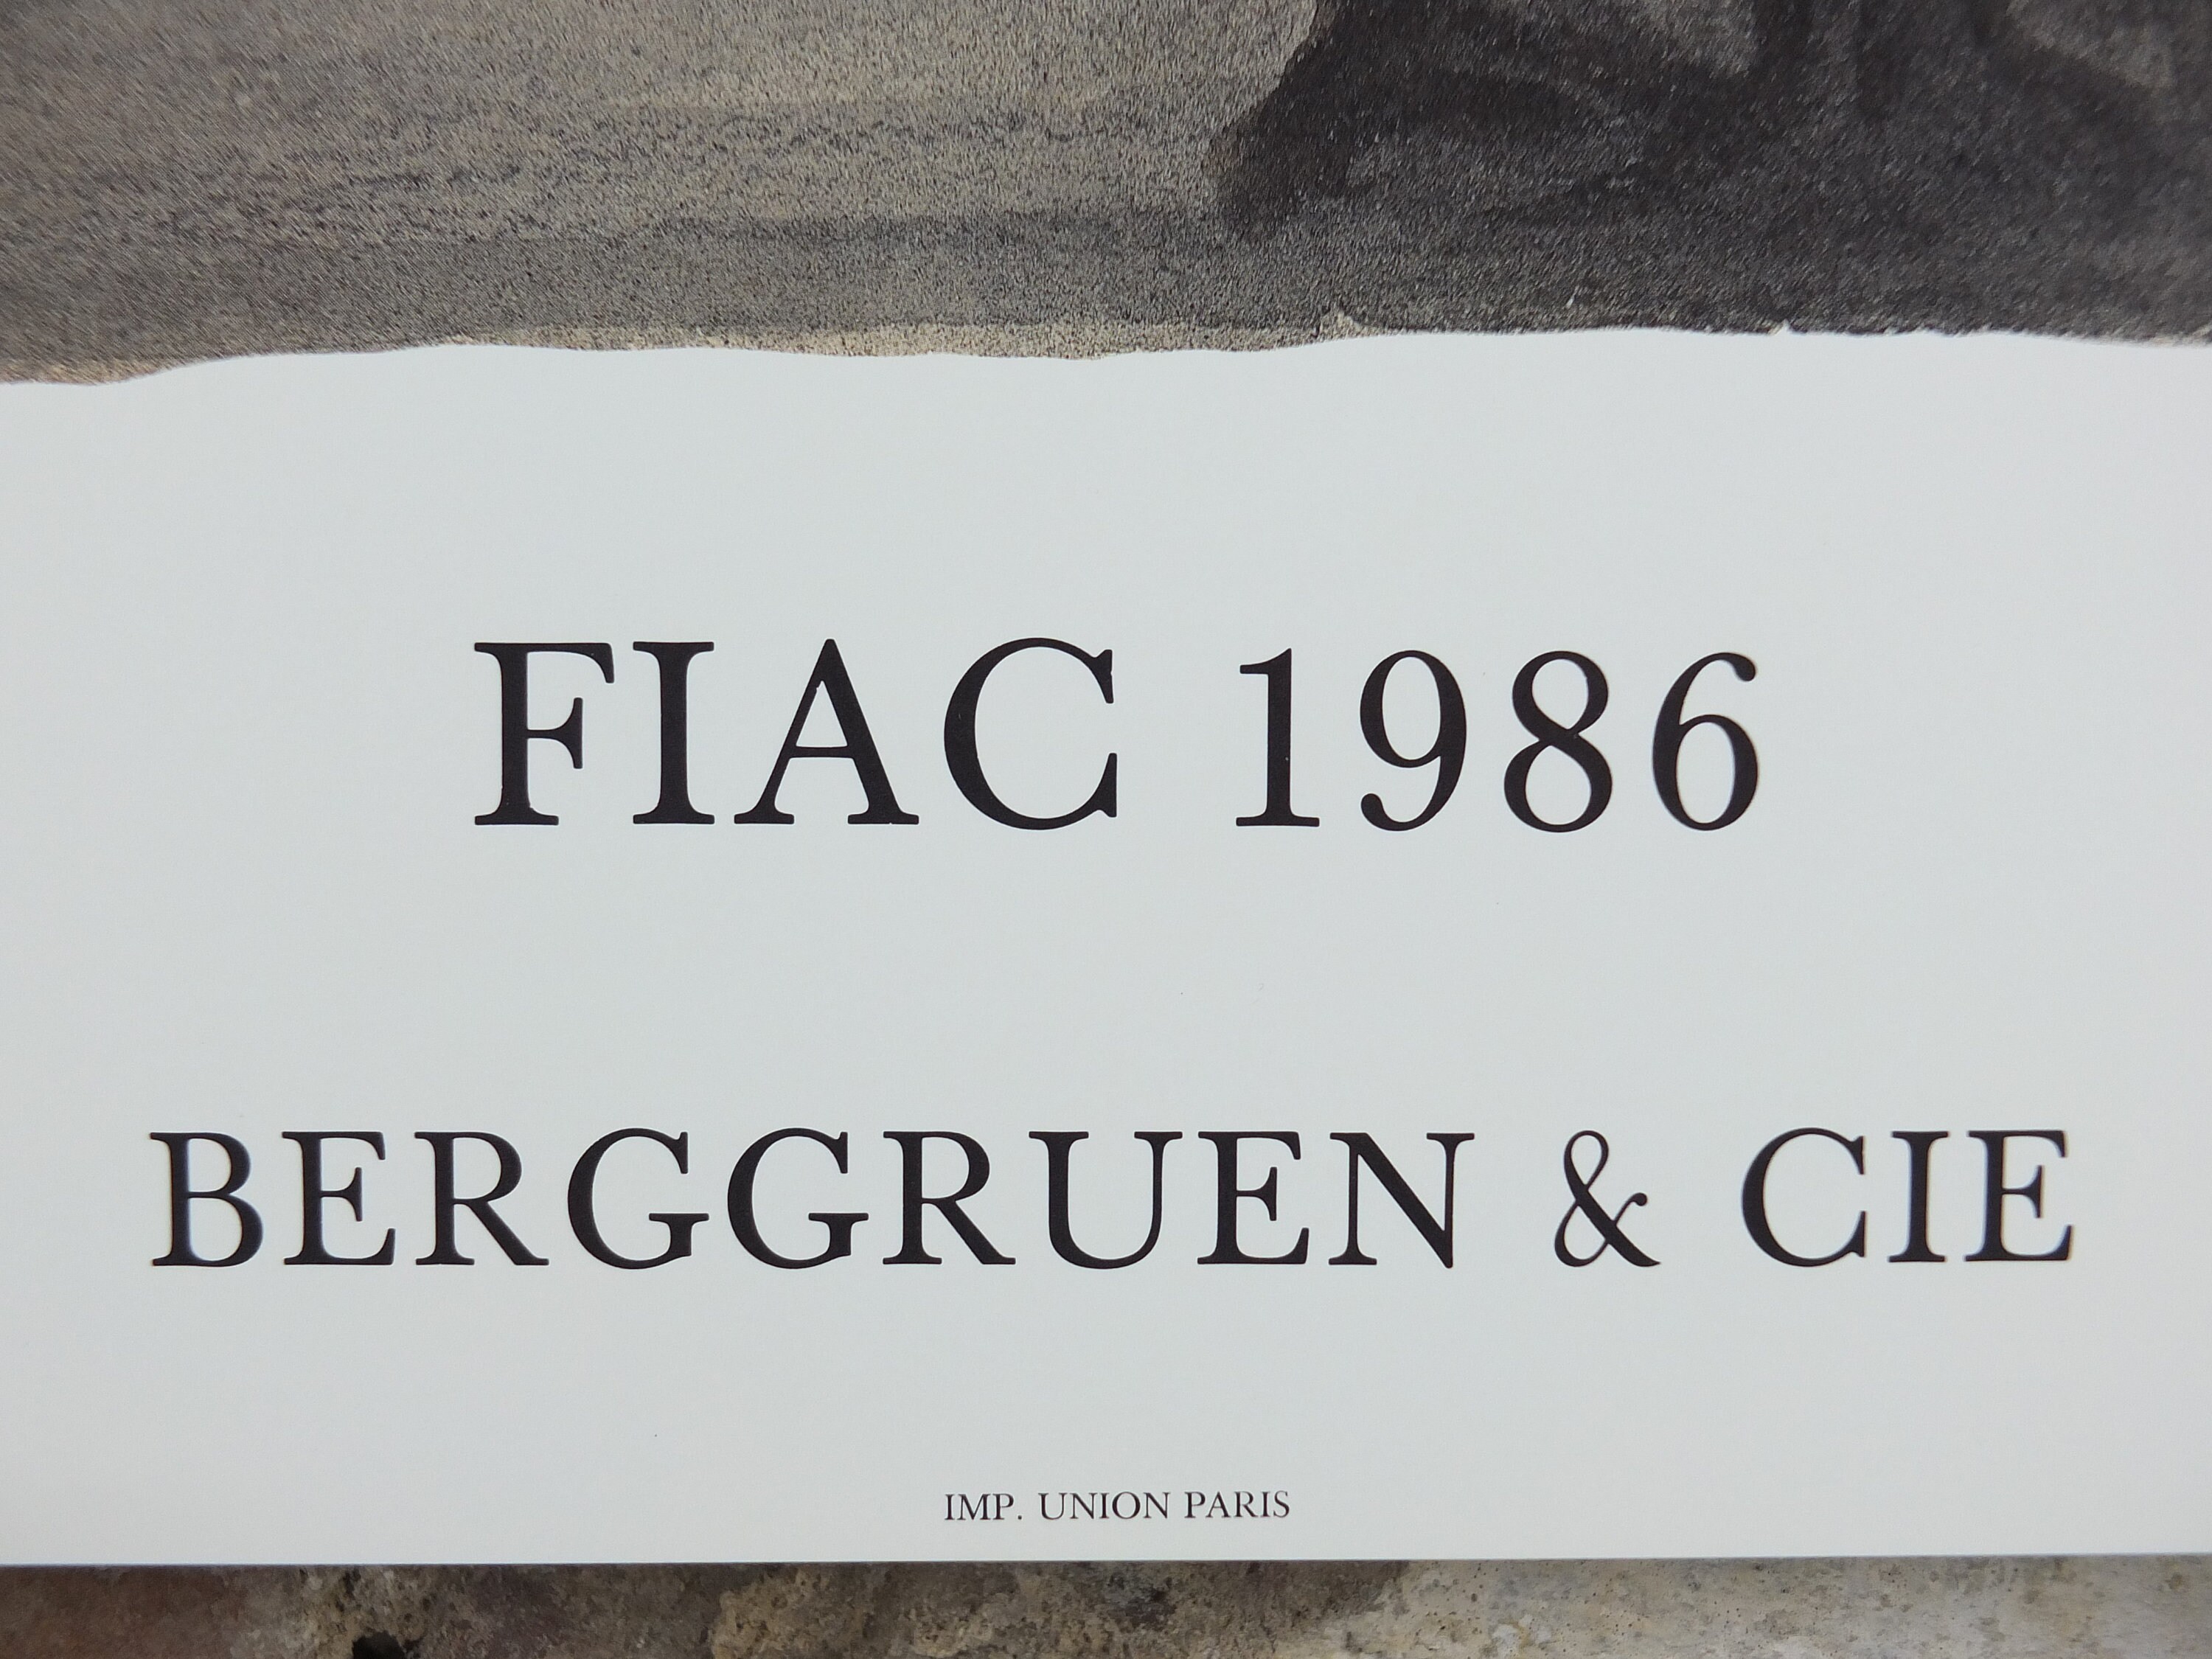 FIAC 1986
BERGGRUEN & CIE
IMP. UNION PARIS